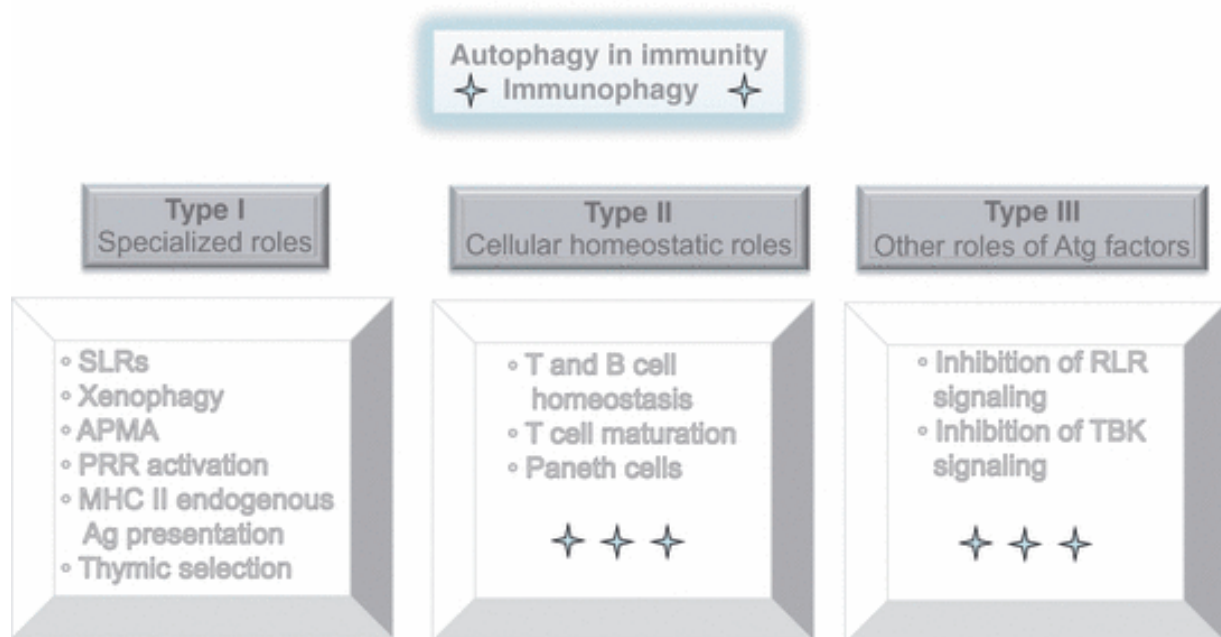 Autophagy in immunity
Immunophagy
Type I
Specialized roles
Type II
Cellular homeostatic roles
Type III
Other roles of Atg factors
◦ SLRs
◦ Xenophagy
◦ APMA
◦ PRR activation
◦ MHC II endogenous
Ag presentation
◦ Thymic selection
◦ T and B cell
homeostasis
◦ T cell maturation
◦ Paneth cells
◦ Inhibition of RLR
signaling
◦ Inhibition of TBK
signaling